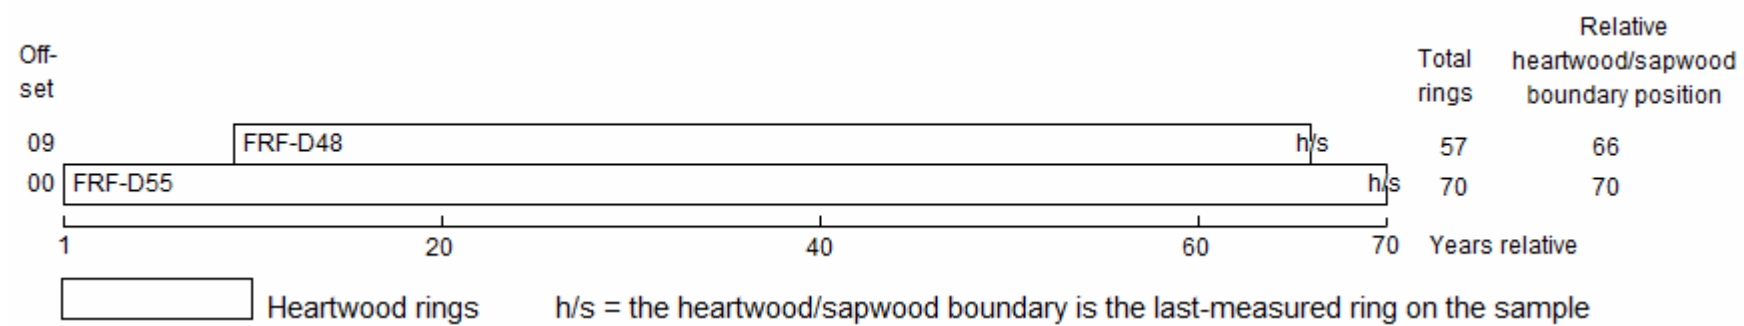 Relative
Off-
Total heartwood/sapwood
set
rings boundary position
09 FRF-D48 h/s 57 66
00 FRF-D55 h/s 70 70
1 20 40 60 70 Years relative
Heartwood rings h/s = the heartwood/sapwood boundary is the last-measured ring on the sample